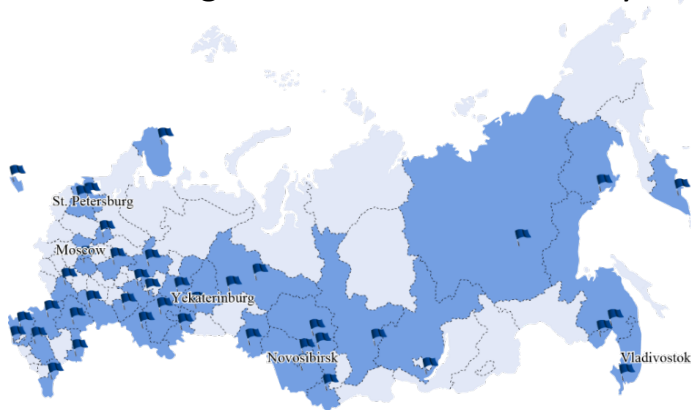 St. Petersburg
Moscow
Yekaterinburg
Novosibirsk
Vladivostok